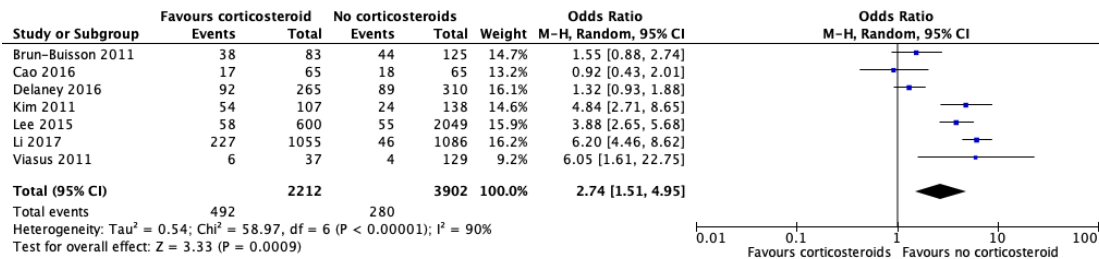 Favours corticosteroid No corticosteroids Odds Ratio Odds Ratio
Study or Subgroup Events Total Events Total Weight M-H, Random, 95% CI M-H, Random, 95% CI
Brun-Buisson 2011 38 83 44 125 14.7% 1.55 [0.88, 2.74]
Cao 2016 17 65 18 65 13.2% 0.92 [0.43, 2.01]
Delaney 2016 92 265 89 310 16.1% 1.32 [0.93, 1.88]
Kim 2011 54 107 24 138 14.6% 4.84 [2.71, 8.65]
Lee 2015 58 600 55 2049 15.9% 3.88 [2.65, 5.68]
Li 2017 227 1055 46 1086 16.2% 6.20 [4.46, 8.62]
Viasus 2011 6 37 4 129 9.2% 6.05 [1.61, 22.75]
Total (95% CI) 2212 3902 100.0% 2.74 [1.51, 4.95]
Total events 492 280
Heterogeneity: Tau² = 0.54; Chi² = 58.97, df = 6 (P < 0.00001); I² = 90%
Test for overall effect: Z = 3.33 (P = 0.0009)
0.01 0.1 1 10 100
Favours corticosteroids Favours no corticosteroid